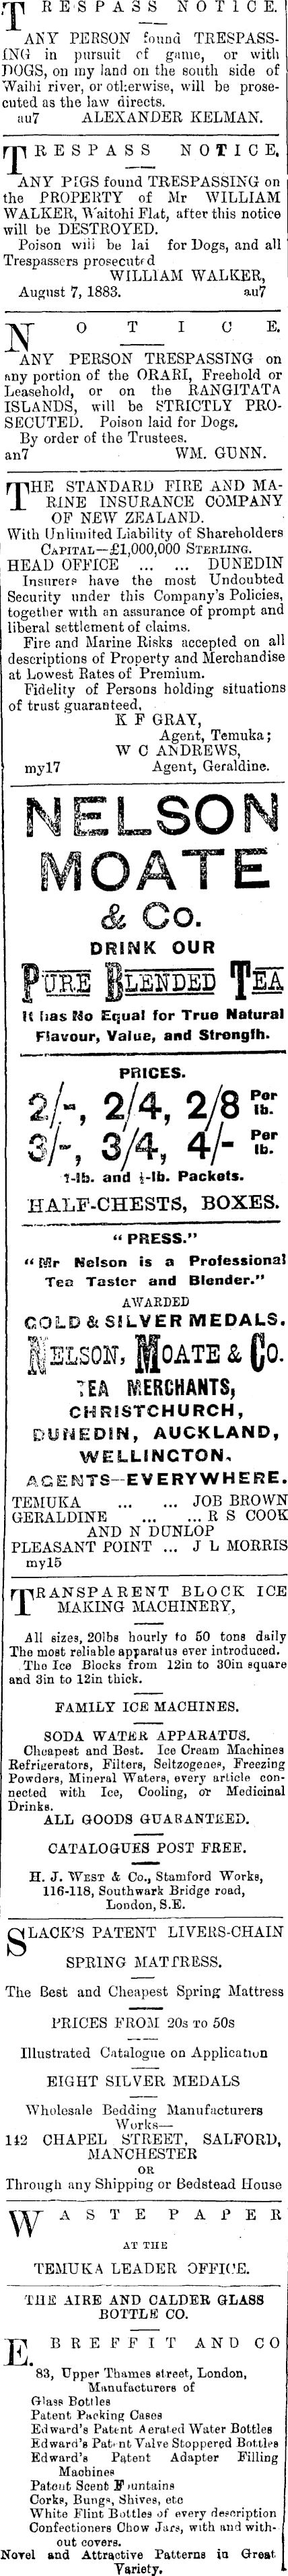 TRESPASS NOTICE.
ANY PERSON found TRESPASS-
ING in pursuit of game, or with
DOGS, on my land on the south side of
Waihi river, or otherwise, will be prose-
cuted as the law directs.
au7 ALEXANDER KELMAN.
TRESPASS NOTICE,
ANY PIGS found TRESPASSING on
the PROPERTY of Mr WILLIAM
WALKER, Waitohi Flat, after this notice
will be DESTROYED.
Poison will be lai for Dogs, and all
Trespassers prosecuted
WILLIAM WALKER,
August 7, 1883. au7
NOTICE.
ANY PERSON TRESPASSING on
any portion of the ORARI, Freehold or
Leasehold, or on the RANGITATA
ISLANDS, will be STRICTLY PRO-
SECUTED. Poison laid for Dogs.
By order of the Trustees.
au7 WM. GUNN.
THE STANDARD FIRE AND MA-
RINE INSURANCE COMPANY
OF NEW ZEALAND.
With Unlimited Liability of Shareholders
CAPITAL—£1,000,000 STERLING.
HEAD OFFICE ... ... DUNEDIN
Insurers have the most Undoubted
Security under this Company's Policies,
together with an assurance of prompt and
liberal settlement of claims.
Fire and Marine Risks accepted on all
descriptions of Property and Merchandise
at Lowest Rates of Premium.
Fidelity of Persons holding situations
of trust guaranteed,
K F GRAY,
Agent, Temuka;
W C ANDREWS,
my17 Agent, Geraldine.
NELSON
MOATE
& Co.
DRINK OUR
PURE BLENDED TEA
It has No Equal for True Natural
Flavour, Value, and Strength.
PRICES.
2/-, 2/4, 2/8 Per lb.
3/-, 3/4, 4/- Per lb.
1-lb. and ½-lb. Packets.
HALF-CHESTS, BOXES.
"PRESS."
"Mr Nelson is a Professional
Tea Taster and Blender."
AWARDED
GOLD & SILVER MEDALS.
NELSON, MOATE & Co.
TEA MERCHANTS,
CHRISTCHURCH,
DUNEDIN, AUCKLAND,
WELLINGTON,
AGENTS—EVERYWHERE.
TEMUKA ... ... JOB BROWN
GERALDINE ... ... R S COOK
AND N DUNLOP
PLEASANT POINT ... J L MORRIS
my15
TRANSPARENT BLOCK ICE
MAKING MACHINERY,
All sizes, 20lbs hourly to 50 tons daily
The most reliable apparatus ever introduced.
The Ice Blocks from 12in to 30in square
and 3in to 12in thick.
FAMILY ICE MACHINES.
SODA WATER APPARATUS.
Cheapest and Best. Ice Cream Machines
Refrigerators, Filters, Seltzogenes, Freezing
Powders, Mineral Waters, every article con-
nected with Ice, Cooling, or Medicinal
Drinks.
ALL GOODS GUARANTEED.
CATALOGUES POST FREE.
H. J. WEST & Co., Stamford Works,
116-118, Southwark Bridge road,
London, S.E.
SLACK'S PATENT LIVERS-CHAIN
SPRING MATTRESS.
The Best and Cheapest Spring Mattress
PRICES FROM 20s TO 50s
Illustrated Catalogue on Application
EIGHT SILVER MEDALS
Wholesale Bedding Manufacturers
Works—
142 CHAPEL STREET, SALFORD,
MANCHESTER
OR
Through any Shipping or Bedstead House
WASTE PAPER
AT THE
TEMUKA LEADER OFFICE.
THE AIRE AND CALDER GLASS
BOTTLE CO.
E. BREFFIT AND CO
83, Upper Thames street, London,
Manufacturers of
Glass Bottles
Patent Packing Cases
Edward's Patent Aerated Water Bottles
Edward's Patent Valve Stoppered Bottles
Edward's Patent Adapter Filling
Machines
Patent Scent Fountains
Corks, Bungs, Shives, etc
White Flint Bottles of every description
Confectioners Chow Jars, with and with-
out covers.
Novel and Attractive Patterns in Great
Variety.